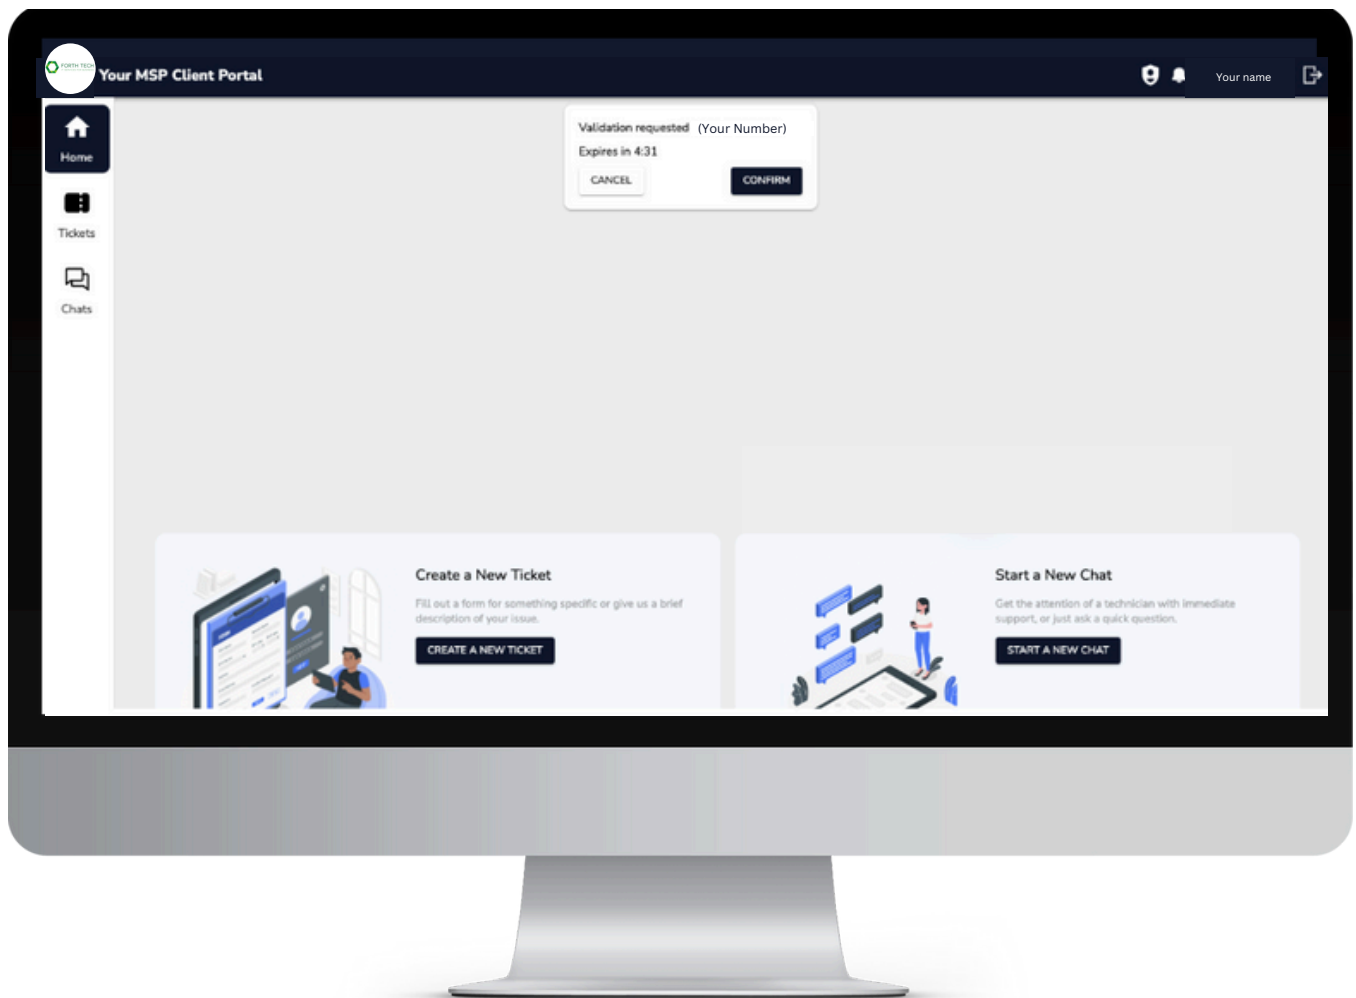 FORTH TECH
Your MSP Client Portal
Your name
Home
Tickets
Chats
Validation requested (Your Number)
Expires in 4:31
CANCEL
CONFIRM
Create a New Ticket
Fill out a form for something specific or give us a brief
description of your issue.
CREATE A NEW TICKET
Start a New Chat
Get the attention of a technician with immediate
support, or just ask a quick question.
START A NEW CHAT